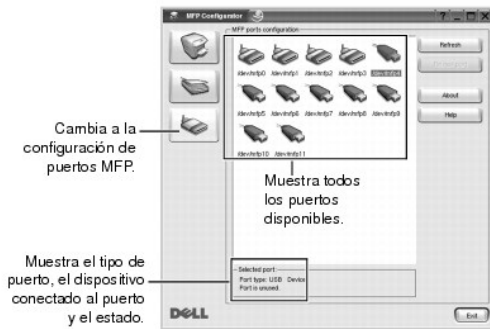 MFP Configurator
MFP ports configuration
/dev/mfp0 /dev/mfp1 /dev/mfp2 /dev/mfp3 /dev/mfp4
/dev/mfp5 /dev/mfp6 /dev/mfp7 /dev/mfp8 /dev/mfp9
/dev/mfp10 /dev/mfp11
Refresh
About
Help
Cambia a la
configuración de
puertos MFP.
Muestra todos
los puertos
disponibles.
Muestra el tipo de
puerto, el dispositivo
conectado al puerto
y el estado.
Selected port:
Port type: USB Device
Port is unused.
DELL
Exit